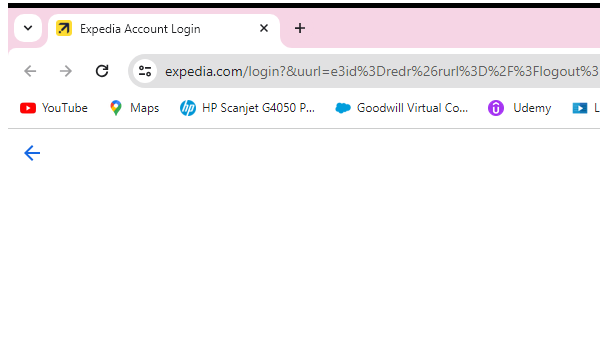 Expedia Account Login
expedia.com/login?&uurl=e3id%3Dredr%26rurl%3D%2F%3Flogout%3
YouTube Maps HP Scanjet G4050 P... Goodwill Virtual Co... Udemy L